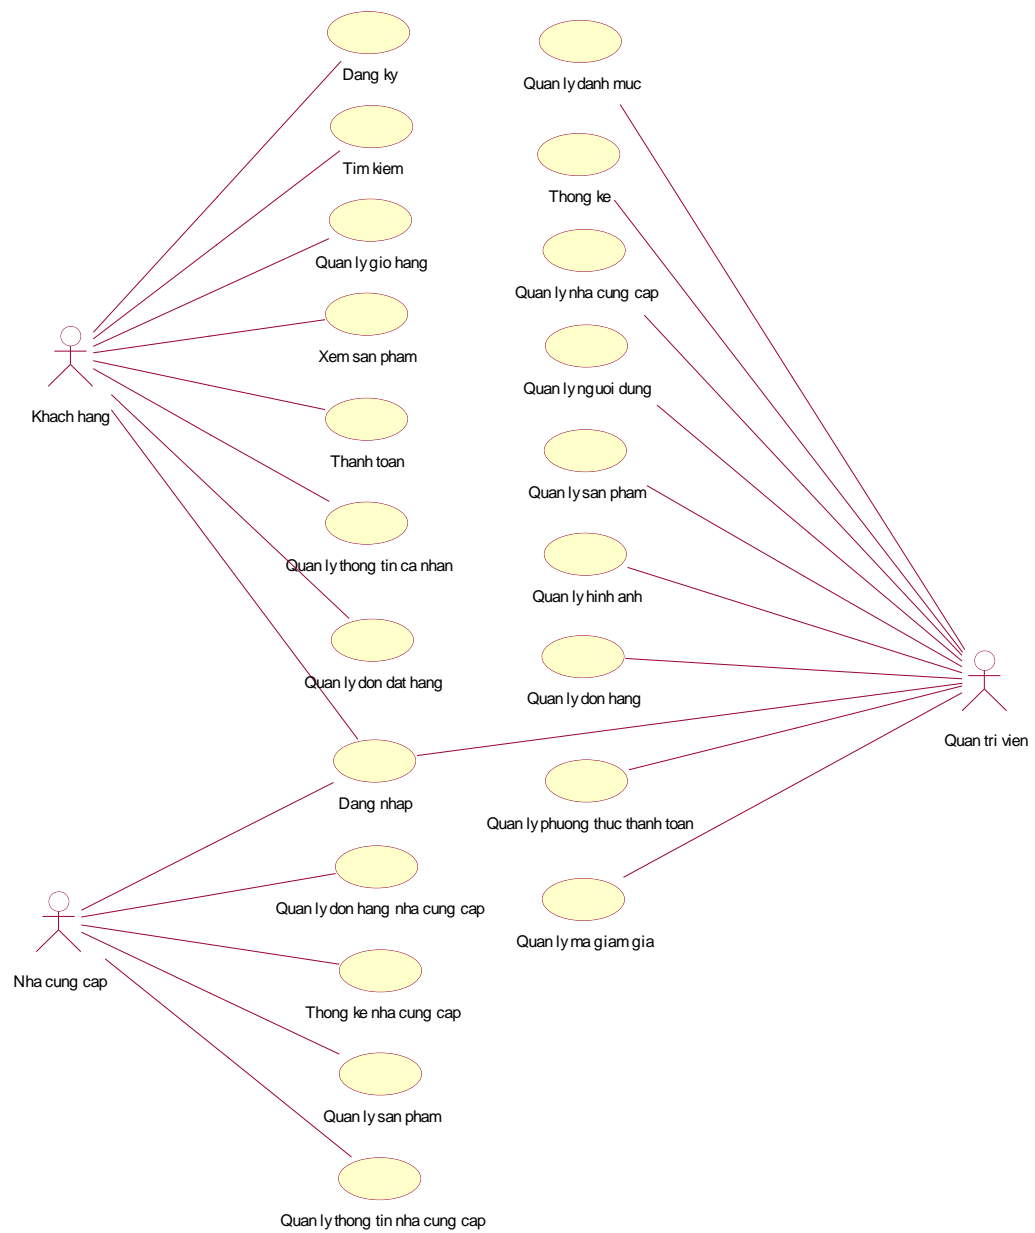 Dang ky
Quan ly danh muc
Tim kiem
Thong ke
Quan ly gio hang
Quan ly nha cung cap
Xem san pham
Quan ly nguoi dung
Khach hang
Thanh toan
Quan ly san pham
Quan ly thong tin ca nhan
Quan ly hinh anh
Quan ly don dat hang
Quan ly don hang
Quan tri vien
Dang nhap
Quan ly phuong thuc thanh toan
Quan ly don hang nha cung cap
Quan ly ma giam gia
Nha cung cap
Thong ke nha cung cap
Quan ly san pham
Quan ly thong tin nha cung cap